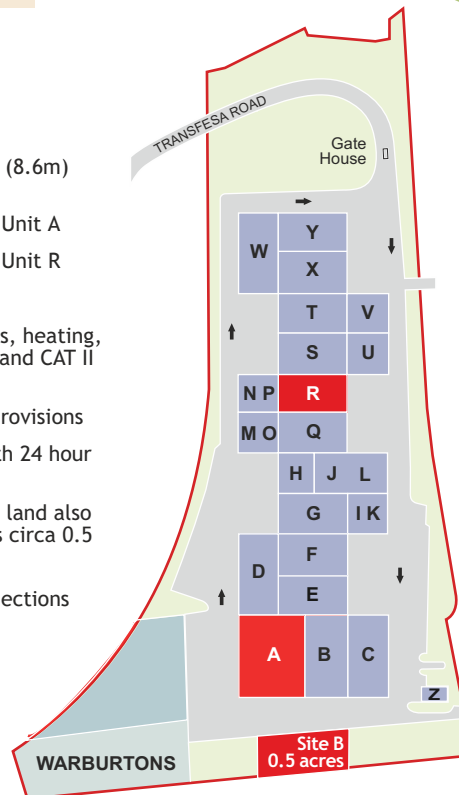 TRANSFESA ROAD
Gate
House
(8.6m)
Unit A
Unit R
s, heating,
and CAT II
rovisions
th 24 hour
land also
s circa 0.5
ections
W
Y
X
T
V
S
U
N P
R
M O
Q
H
J
L
G
I K
D
F
E
A
B
C
Z
Site B
0.5 acres
WARBURTONS